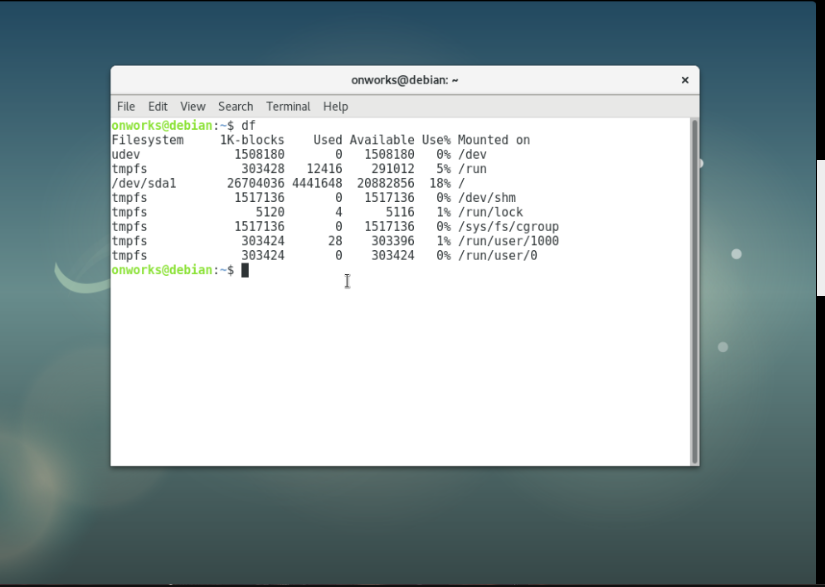 onworks@debian: ~
File Edit View Search Terminal Help
onworks@debian:~$ df
Filesystem     1K-blocks    Used Available Use% Mounted on
udev             1508180       0   1508180   0% /dev
tmpfs             303428   12416    291012   5% /run
/dev/sda1       26704036 4441648  20882856  18% /
tmpfs            1517136       0   1517136   0% /dev/shm
tmpfs               5120       4      5116   1% /run/lock
tmpfs            1517136       0   1517136   0% /sys/fs/cgroup
tmpfs             303424      28    303396   1% /run/user/1000
tmpfs             303424       0    303424   0% /run/user/0
onworks@debian:~$